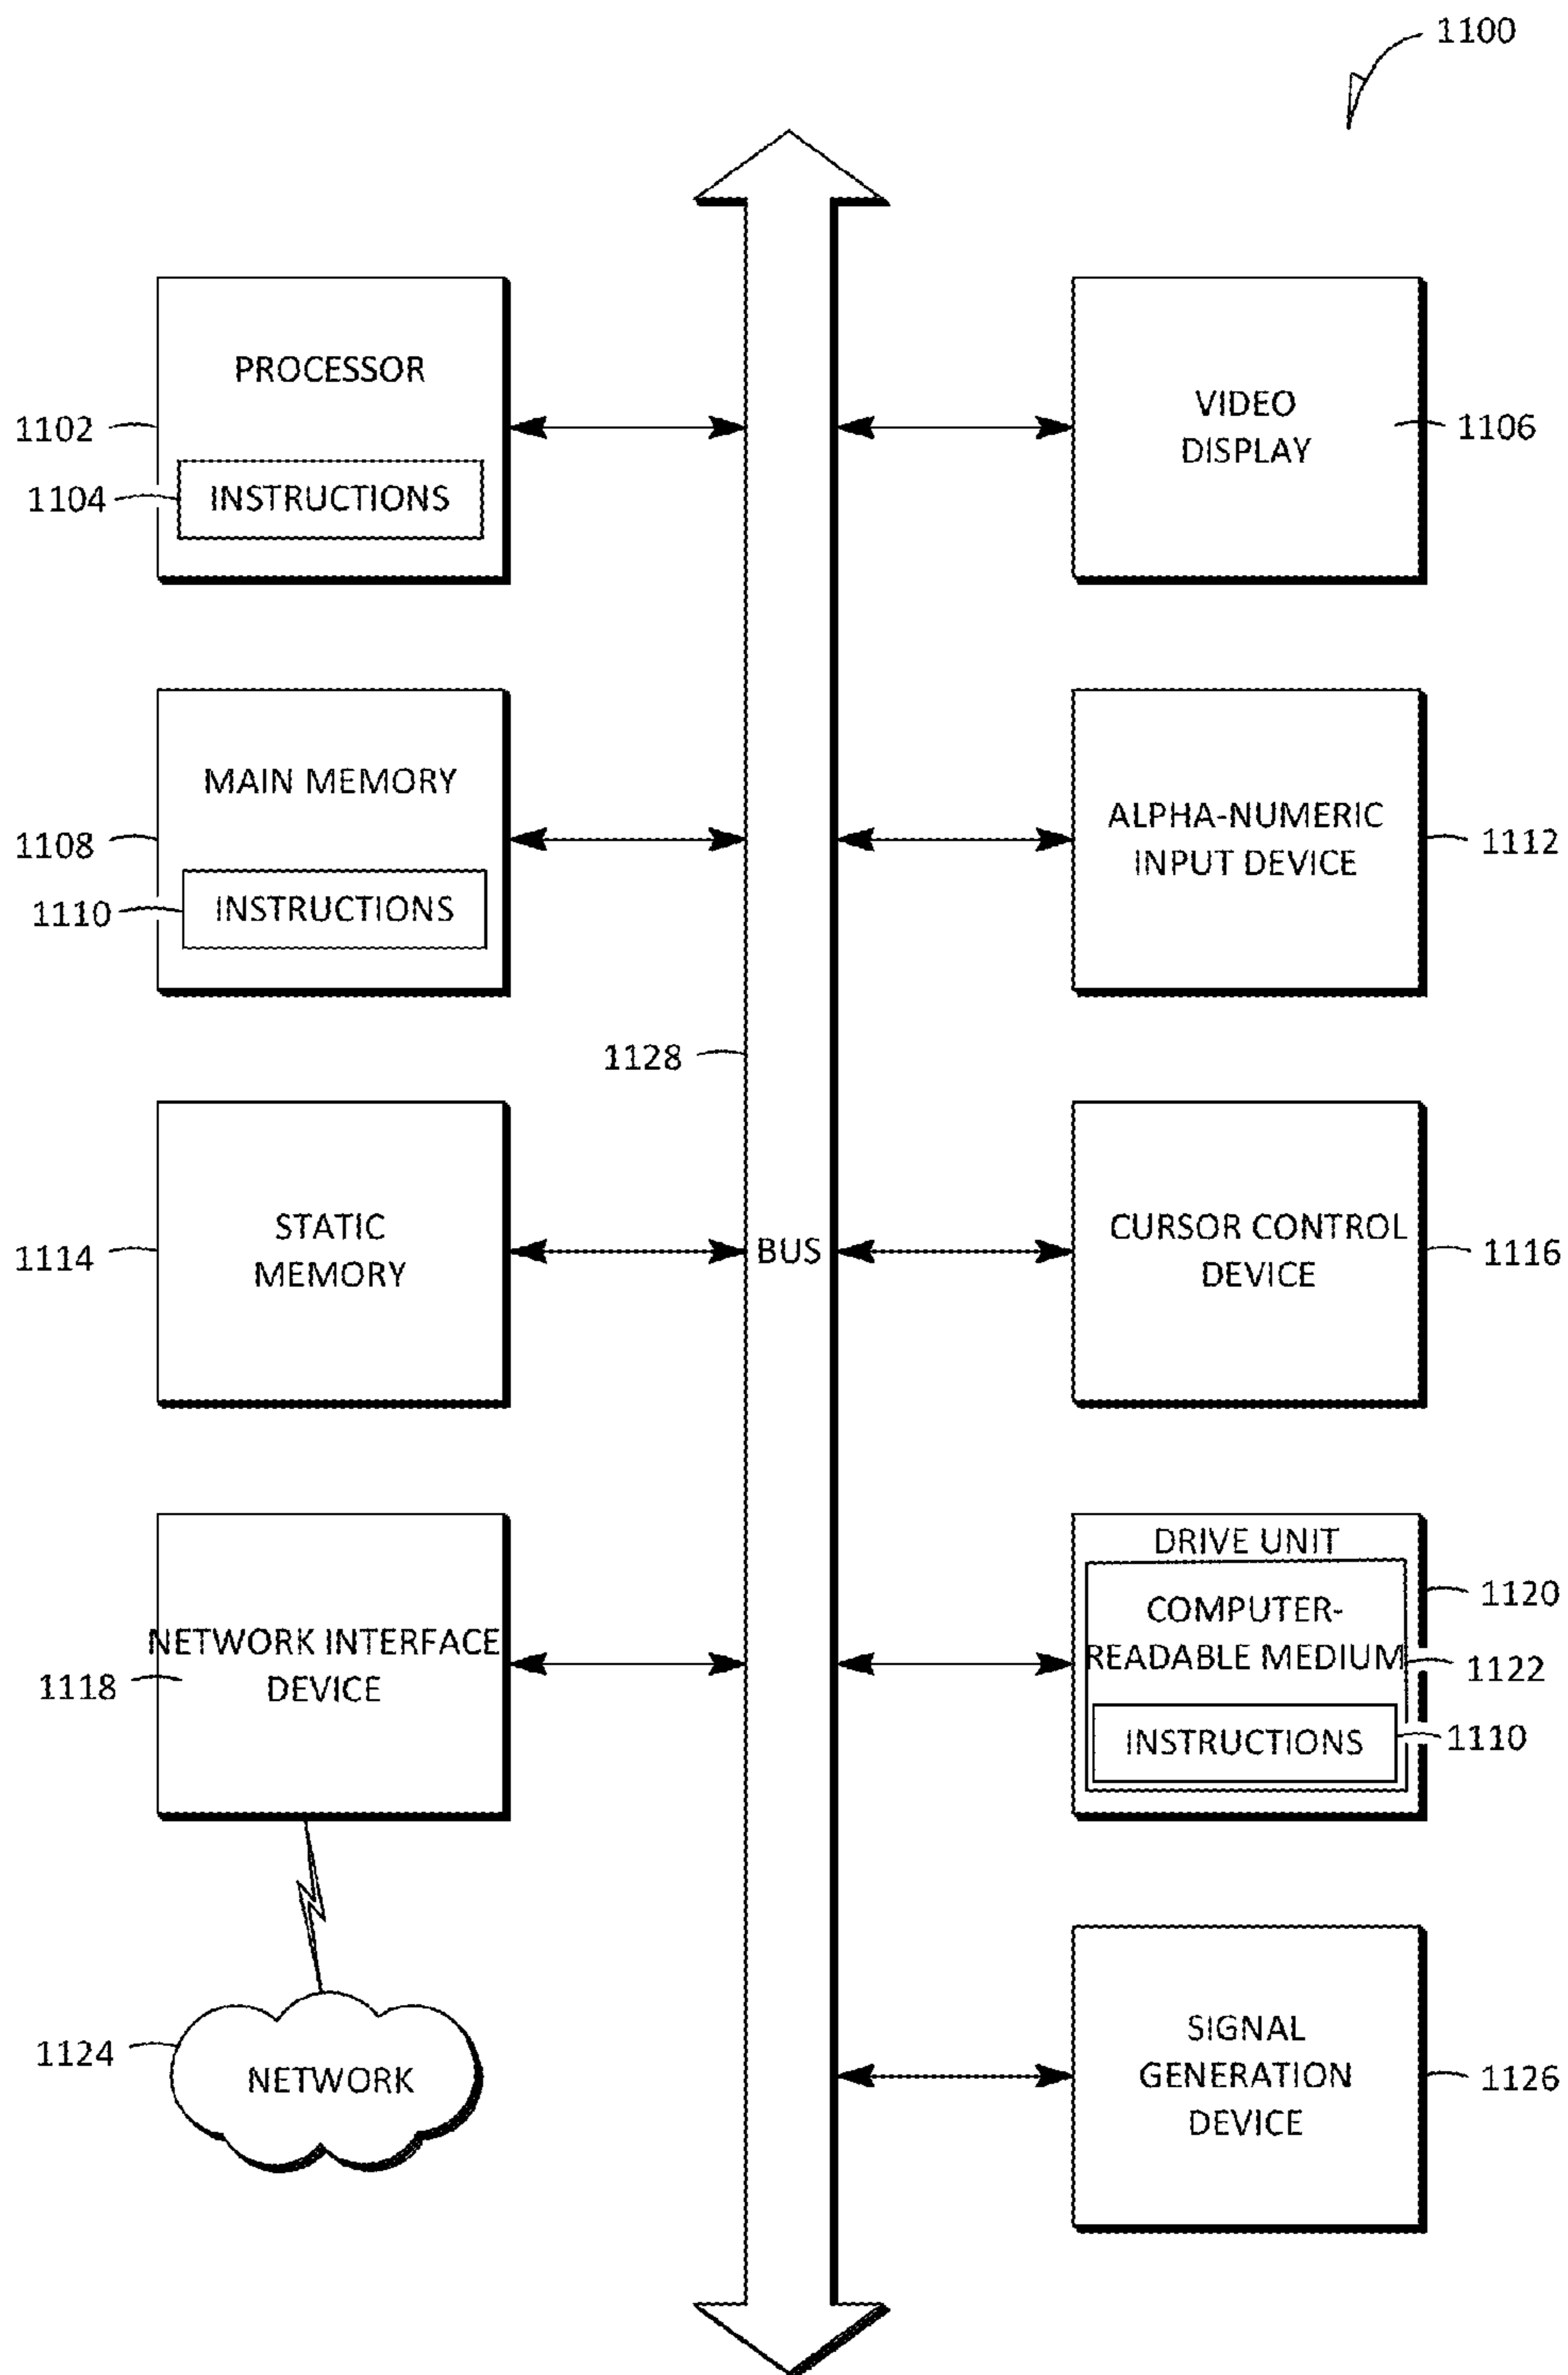 1100
PROCESSOR
1102
1104
INSTRUCTIONS
VIDEO
DISPLAY
1106
MAIN MEMORY
1108
1110
INSTRUCTIONS
ALPHA-NUMERIC
INPUT DEVICE
1112
1128
STATIC
MEMORY
1114
BUS
CURSOR CONTROL
DEVICE
1116
NETWORK INTERFACE
DEVICE
1118
DRIVE UNIT
1120
COMPUTER-
READABLE MEDIUM
1122
INSTRUCTIONS
1110
1124
NETWORK
SIGNAL
GENERATION
DEVICE
1126